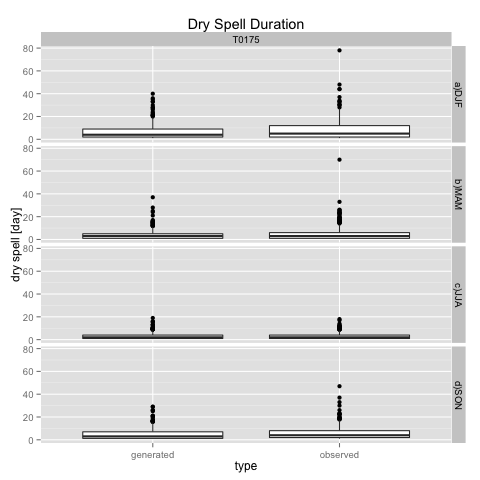 Dry Spell Duration
T0175
80
60
40
20
0
a)DJF
80
60
40
20
0
b)MAM
80
60
40
20
0
c)JJA
80
60
40
20
0
d)SON
dry spell [day]
generated observed
type